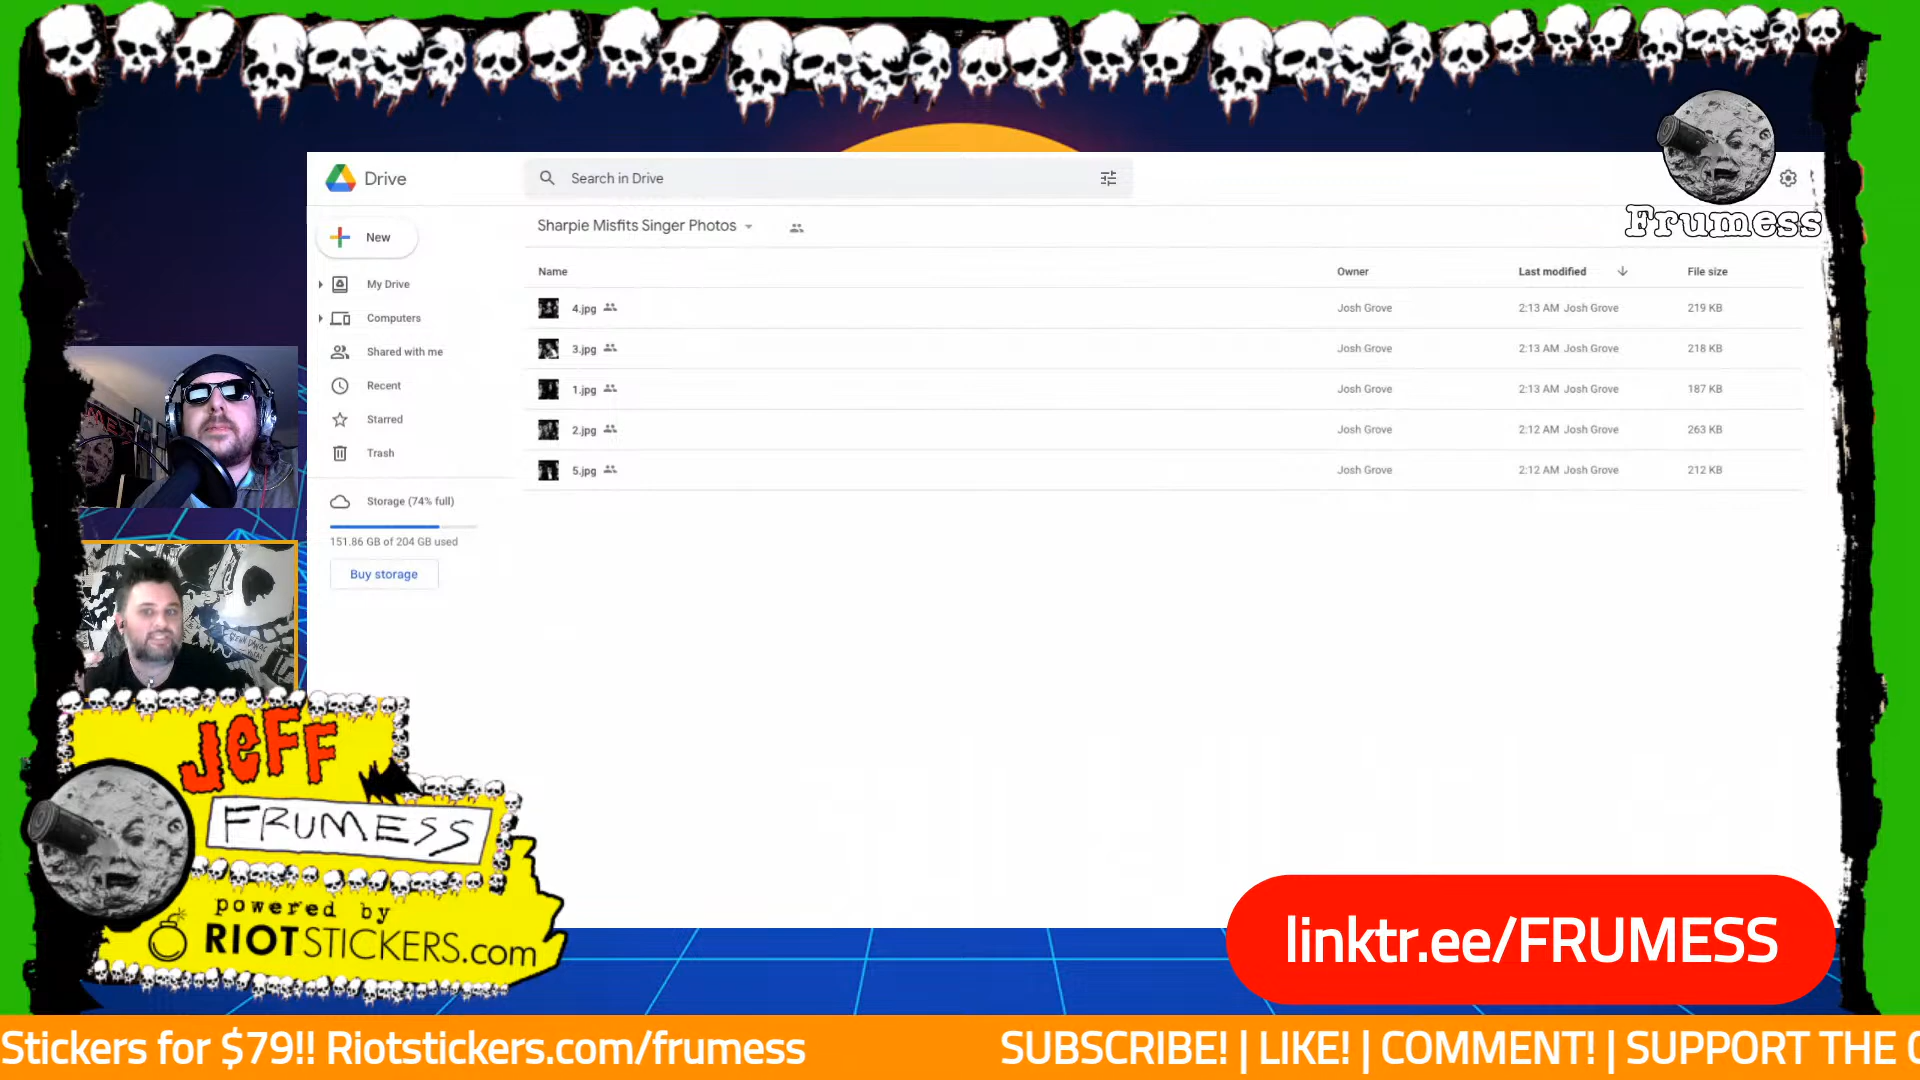 Drive
Search in Drive
Frumess
New
Sharpie Misfits Singer Photos
Name Owner Last modified File size
My Drive
Computers
Shared with me
Recent
Starred
Trash
Storage (74% full)
151.86 GB of 204 GB used
Buy storage
4.jpg Josh Grove 2:13 AM Josh Grove 219 KB
3.jpg Josh Grove 2:13 AM Josh Grove 218 KB
1.jpg Josh Grove 2:13 AM Josh Grove 187 KB
2.jpg Josh Grove 2:12 AM Josh Grove 263 KB
5.jpg Josh Grove 2:12 AM Josh Grove 212 KB
JEFF
FRUMESS
powered by
RIOTSTICKERS.com
linktr.ee/FRUMESS
Stickers for $79!! Riotstickers.com/frumess SUBSCRIBE! | LIKE! | COMMENT! | SUPPORT THE